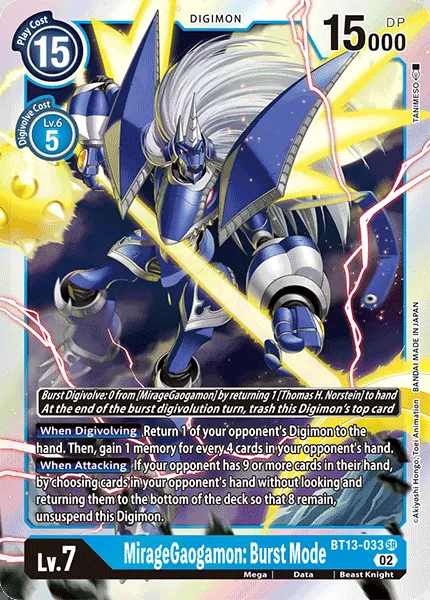 DIGIMON
Play Cost
15
DP
15000
Digivolve Cost
Lv.6
5
TANIMESO
Burst Digivolve: 0 from [MirageGaogamon] by returning 1 [Thomas H. Norstein] to hand
At the end of the burst digivolution turn, trash this Digimon's top card
When Digivolving Return 1 of your opponent's Digimon to the
hand. Then, gain 1 memory for every 4 cards in your opponent's hand.
When Attacking If your opponent has 9 or more cards in their hand,
by choosing cards in your opponent's hand without looking and
returning them to the bottom of the deck so that 8 remain,
unsuspend this Digimon.
©Akiyoshi Hongo, Toei Animation BANDAI MADE IN JAPAN
Lv.7
MirageGaogamon: Burst Mode
BT13-033 SR
02
Mega | Data | Beast Knight